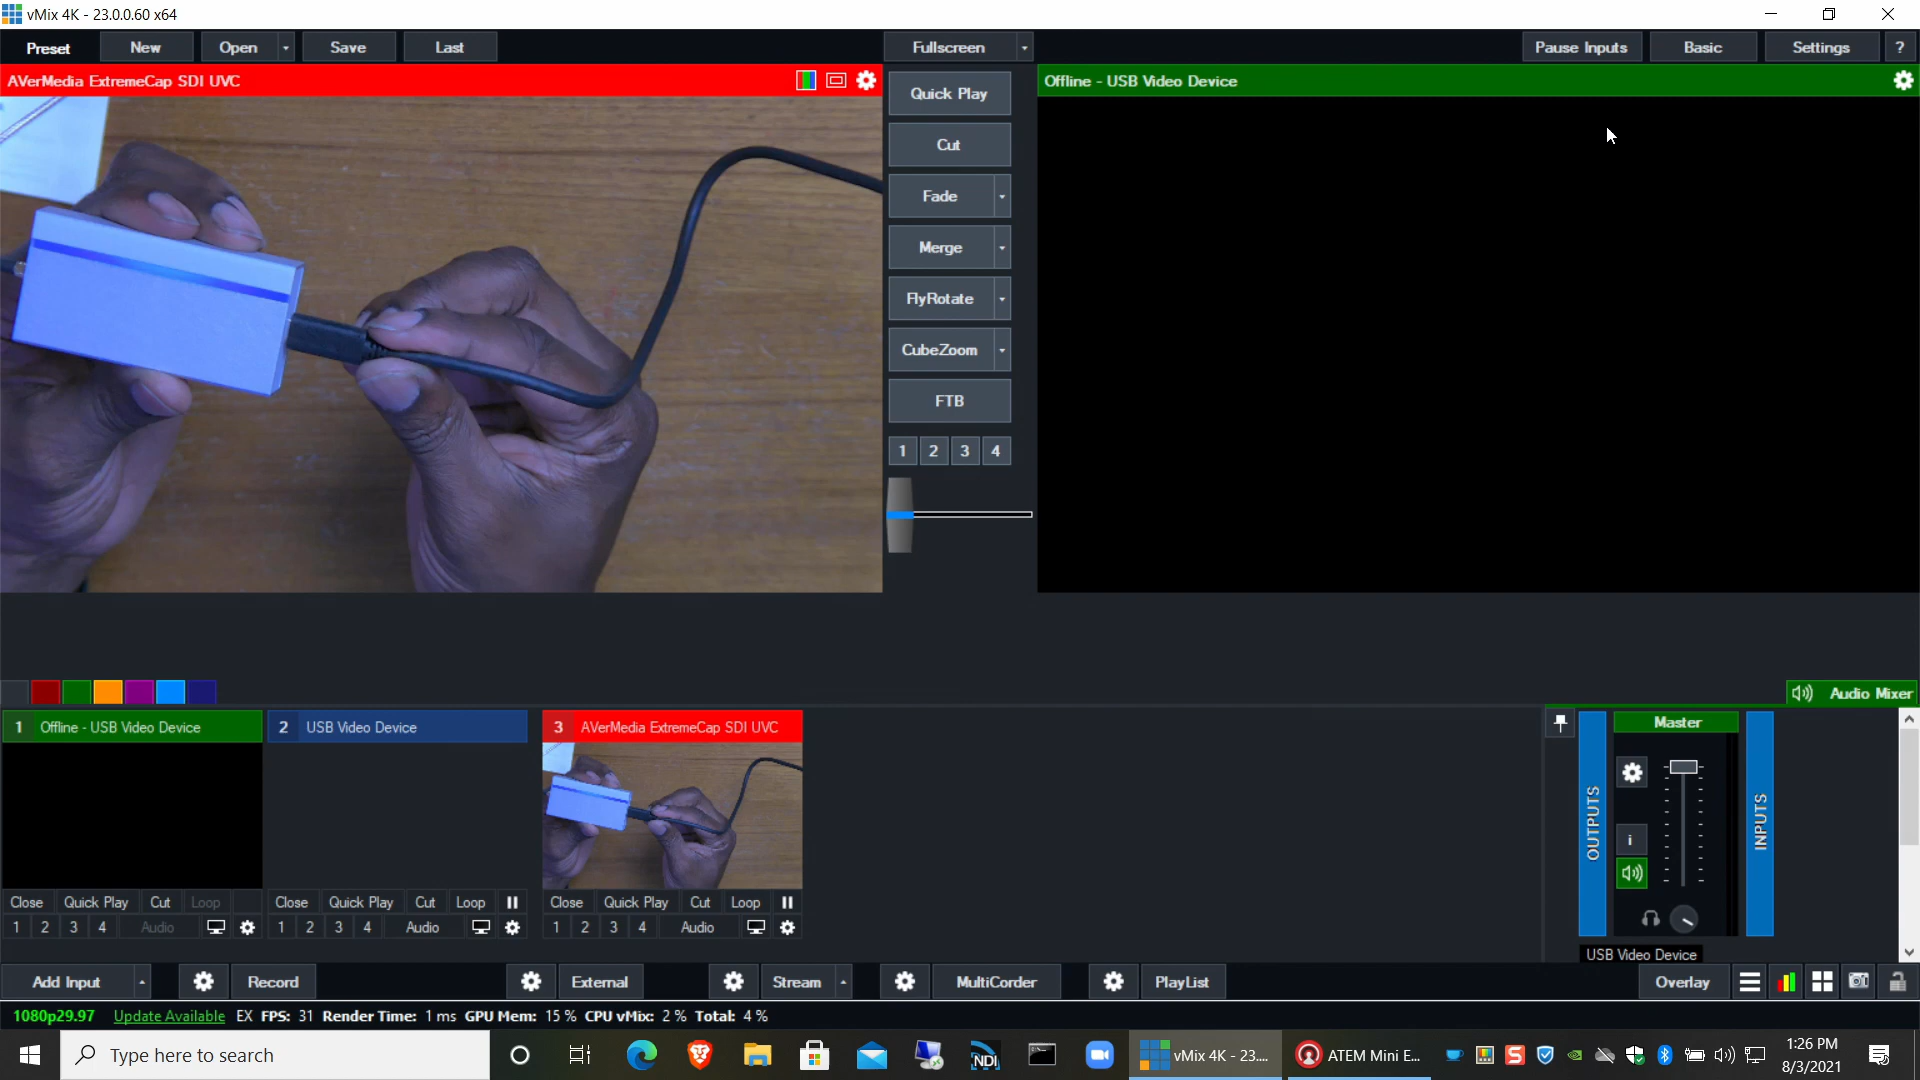 vMix 4K - 23.0.0.60 x64
Preset New Open Save Last Fullscreen Pause Inputs Basic Settings ?
AVerMedia ExtremeCap SDI UVC
Offline - USB Video Device
Quick Play
Cut
Fade
Merge
FlyRotate
CubeZoom
FTB
1 2 3 4
Audio Mixer
1 Offline - USB Video Device
2 USB Video Device
3 AVerMedia ExtremeCap SDI UVC
Master
OUTPUTS
i
INPUTS
Close Quick Play Cut Loop
1 2 3 4 Audio
Close Quick Play Cut Loop
1 2 3 4 Audio
Close Quick Play Cut Loop
1 2 3 4 Audio
USB Video Device
Add Input Record External Stream MultiCorder PlayList Overlay
1080p29.97 Update Available EX FPS: 31 Render Time: 1 ms GPU Mem: 15 % CPU vMix: 2 % Total: 4 %
Type here to search
NDI
vMix 4K - 23....
ATEM Mini E...
S
1:26 PM
8/3/2021